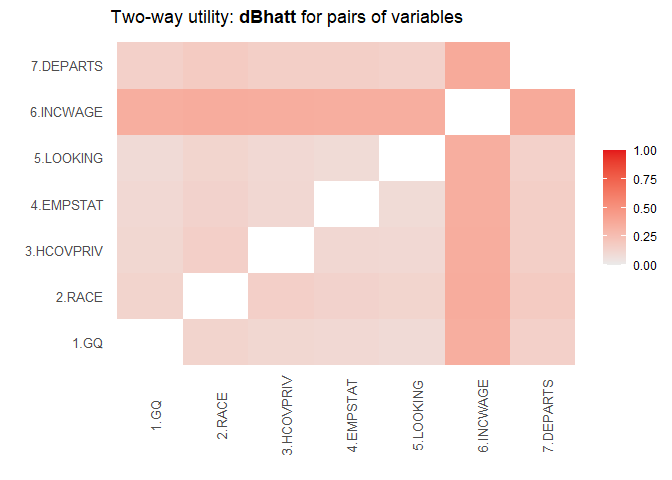 Two-way utility: dBhatt for pairs of variables
7.DEPARTS
6.INCWAGE
5.LOOKING
4.EMPSTAT
3.HCOVPRIV
2.RACE
1.GQ
1.00
0.75
0.50
0.25
0.00
1.GQ
2.RACE
3.HCOVPRIV
4.EMPSTAT
5.LOOKING
6.INCWAGE
7.DEPARTS